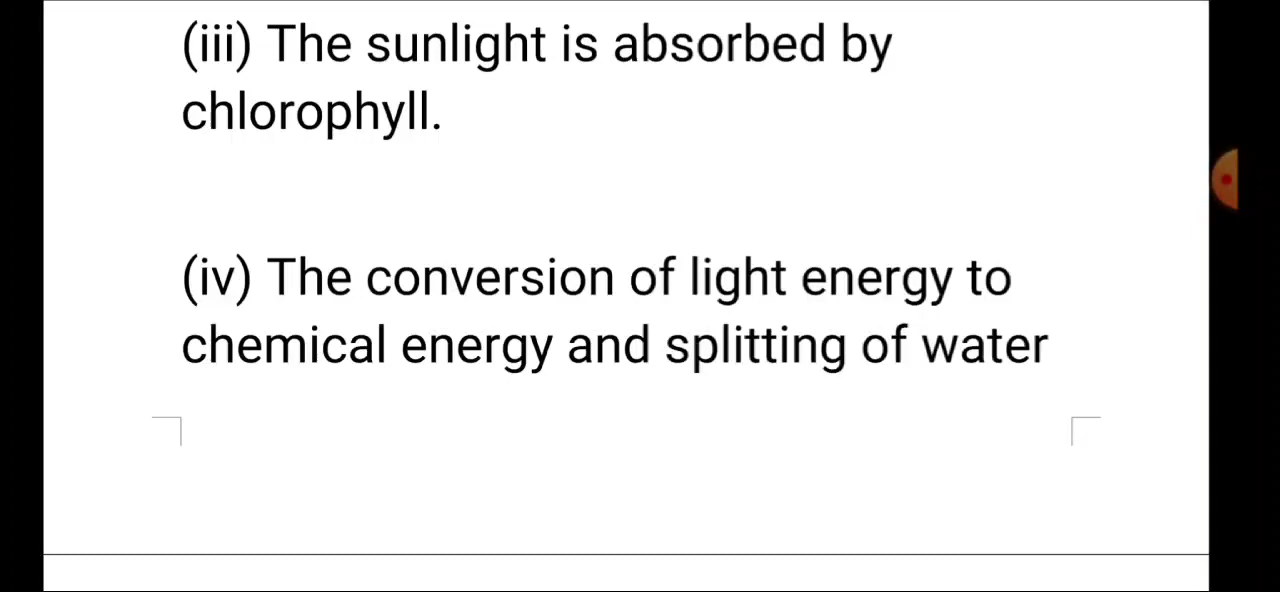 (iii) The sunlight is absorbed by
chlorophyll.
(iv) The conversion of light energy to
chemical energy and splitting of water